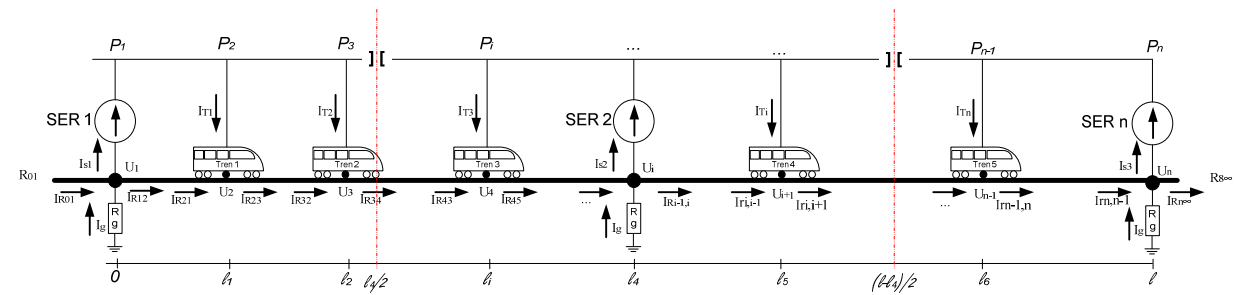 P1 P2 P3 Pi ... ... Pn-1 Pn
] [ ] [
SER 1 IT1 IT2 IT3 SER 2 ITi ITn SER n
Is1 U1 Tren 1 Tren 2 Tren 3 Is2 Ui Tren 4 Tren 5 Is3 Un
R01 U2 U3 U4 Ui+1 Un-1 R8∞
IR01 IR12 IR21 IR23 IR32 IR34 IR43 IR45 ... IRi-1,i Iri,i-1 Iri,i+1 ... Irn-1,n Irn,n-1 IRn∞
Ig Rg Ig Rg Ig Rg
0 ℓ1 ℓ2 ℓ4/2 ℓi ℓ4 ℓ5 (ℓ-ℓ4)/2 ℓ6 ℓ